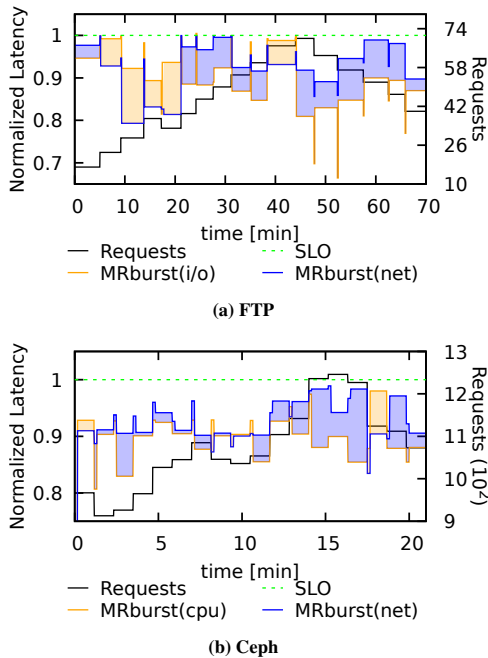 Normalized Latency
1
0.9
0.8
0.7
74
58
42
26
10
Requests
0 10 20 30 40 50 60 70
time [min]
Requests SLO
MRburst(i/o) MRburst(net)
(a) FTP
Normalized Latency
1
0.9
0.8
13
12
11
10
9
Requests (10²)
0 5 10 15 20
time [min]
Requests SLO
MRburst(cpu) MRburst(net)
(b) Ceph